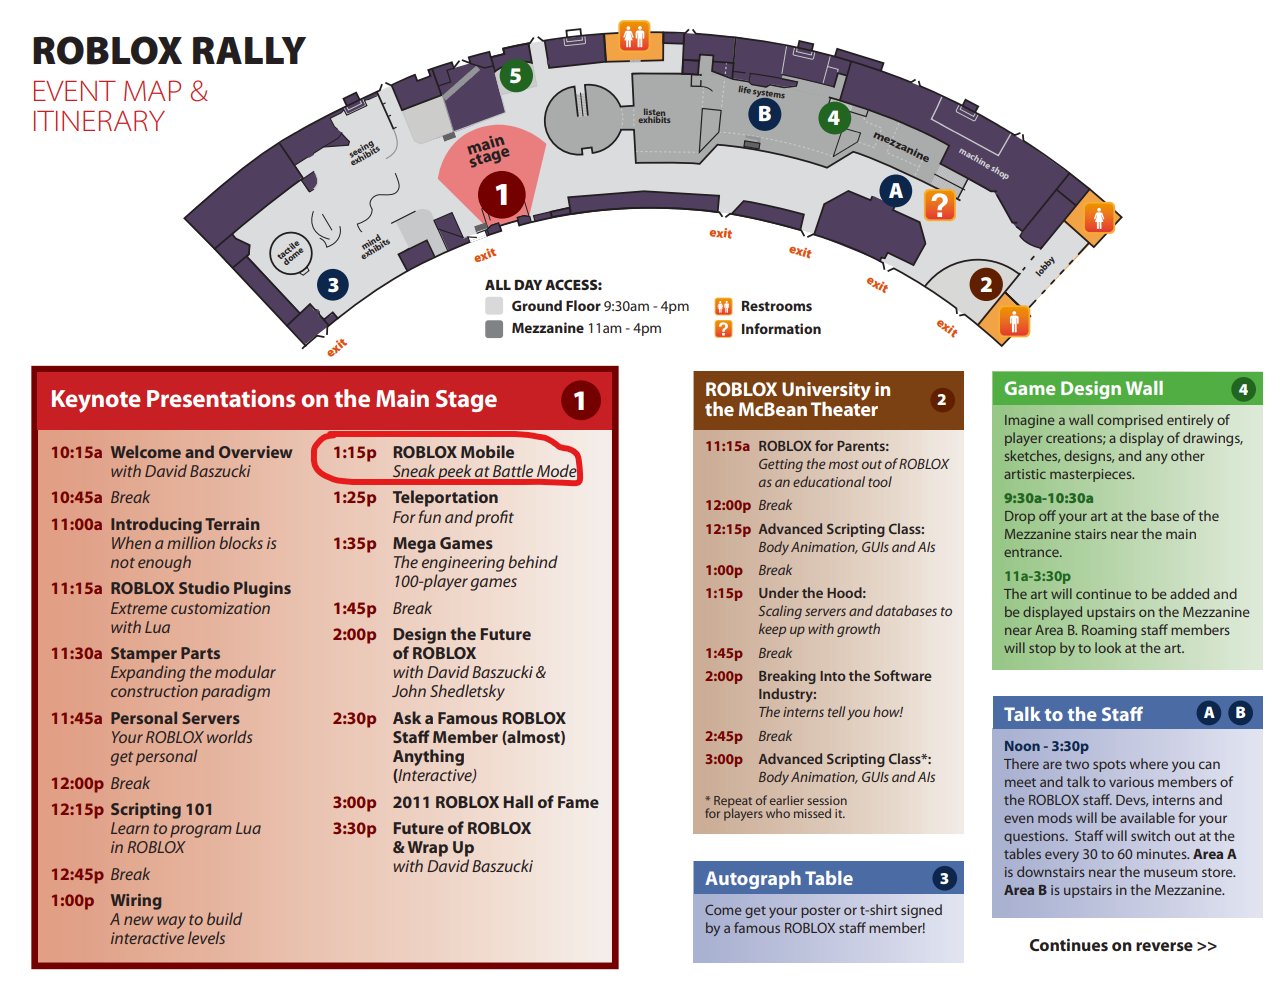 ROBLOX RALLY
EVENT MAP &
ITINERARY
5
seeing
exhibits
main
stage
1
listen
exhibits
life systems
B
4
mezzanine
machine shop
A
?
tactile
dome
mind
exhibits
3
2
lobby
exit
exit
exit
exit
exit
exit
ALL DAY ACCESS:
Ground Floor 9:30am - 4pm
Mezzanine 11am - 4pm
Restrooms
? Information
Keynote Presentations on the Main Stage 1
10:15a Welcome and Overview
with David Baszucki
10:45a Break
11:00a Introducing Terrain
When a million blocks is
not enough
11:15a ROBLOX Studio Plugins
Extreme customization
with Lua
11:30a Stamper Parts
Expanding the modular
construction paradigm
11:45a Personal Servers
Your ROBLOX worlds
get personal
12:00p Break
12:15p Scripting 101
Learn to program Lua
in ROBLOX
12:45p Break
1:00p Wiring
A new way to build
interactive levels
1:15p ROBLOX Mobile
Sneak peek at Battle Mode
1:25p Teleportation
For fun and profit
1:35p Mega Games
The engineering behind
100-player games
1:45p Break
2:00p Design the Future
of ROBLOX
with David Baszucki &
John Shedletsky
2:30p Ask a Famous ROBLOX
Staff Member (almost)
Anything
(Interactive)
3:00p 2011 ROBLOX Hall of Fame
3:30p Future of ROBLOX
& Wrap Up
with David Baszucki
ROBLOX University in
the McBean Theater 2
11:15a ROBLOX for Parents:
Getting the most out of ROBLOX
as an educational tool
12:00p Break
12:15p Advanced Scripting Class:
Body Animation, GUIs and AIs
1:00p Break
1:15p Under the Hood:
Scaling servers and databases to
keep up with growth
1:45p Break
2:00p Breaking Into the Software
Industry:
The interns tell you how!
2:45p Break
3:00p Advanced Scripting Class*:
Body Animation, GUIs and AIs
* Repeat of earlier session
for players who missed it.
Autograph Table 3
Come get your poster or t-shirt signed
by a famous ROBLOX staff member!
Game Design Wall 4
Imagine a wall comprised entirely of
player creations; a display of drawings,
sketches, designs, and any other
artistic masterpieces.
9:30a-10:30a
Drop off your art at the base of the
Mezzanine stairs near the main
entrance.
11a-3:30p
The art will continue to be added and
be displayed upstairs on the Mezzanine
near Area B. Roaming staff members
will stop by to look at the art.
Talk to the Staff A B
Noon - 3:30p
There are two spots where you can
meet and talk to various members of
the ROBLOX staff. Devs, interns and
even mods will be available for your
questions. Staff will switch out at the
tables every 30 to 60 minutes. Area A
is downstairs near the museum store.
Area B is upstairs in the Mezzanine.
Continues on reverse >>